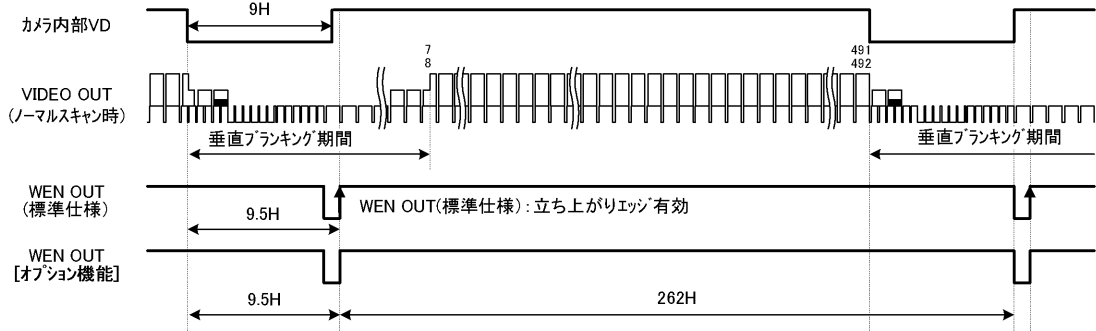 9H
カメラ内部VD
7
8
491
492
VIDEO OUT
(ノーマルスキャン時)
垂直ブランキング期間
垂直ブランキング期間
WEN OUT
(標準仕様)
WEN OUT(標準仕様):立ち上がりエッジ有効
9.5H
WEN OUT
[オプション機能]
9.5H
262H